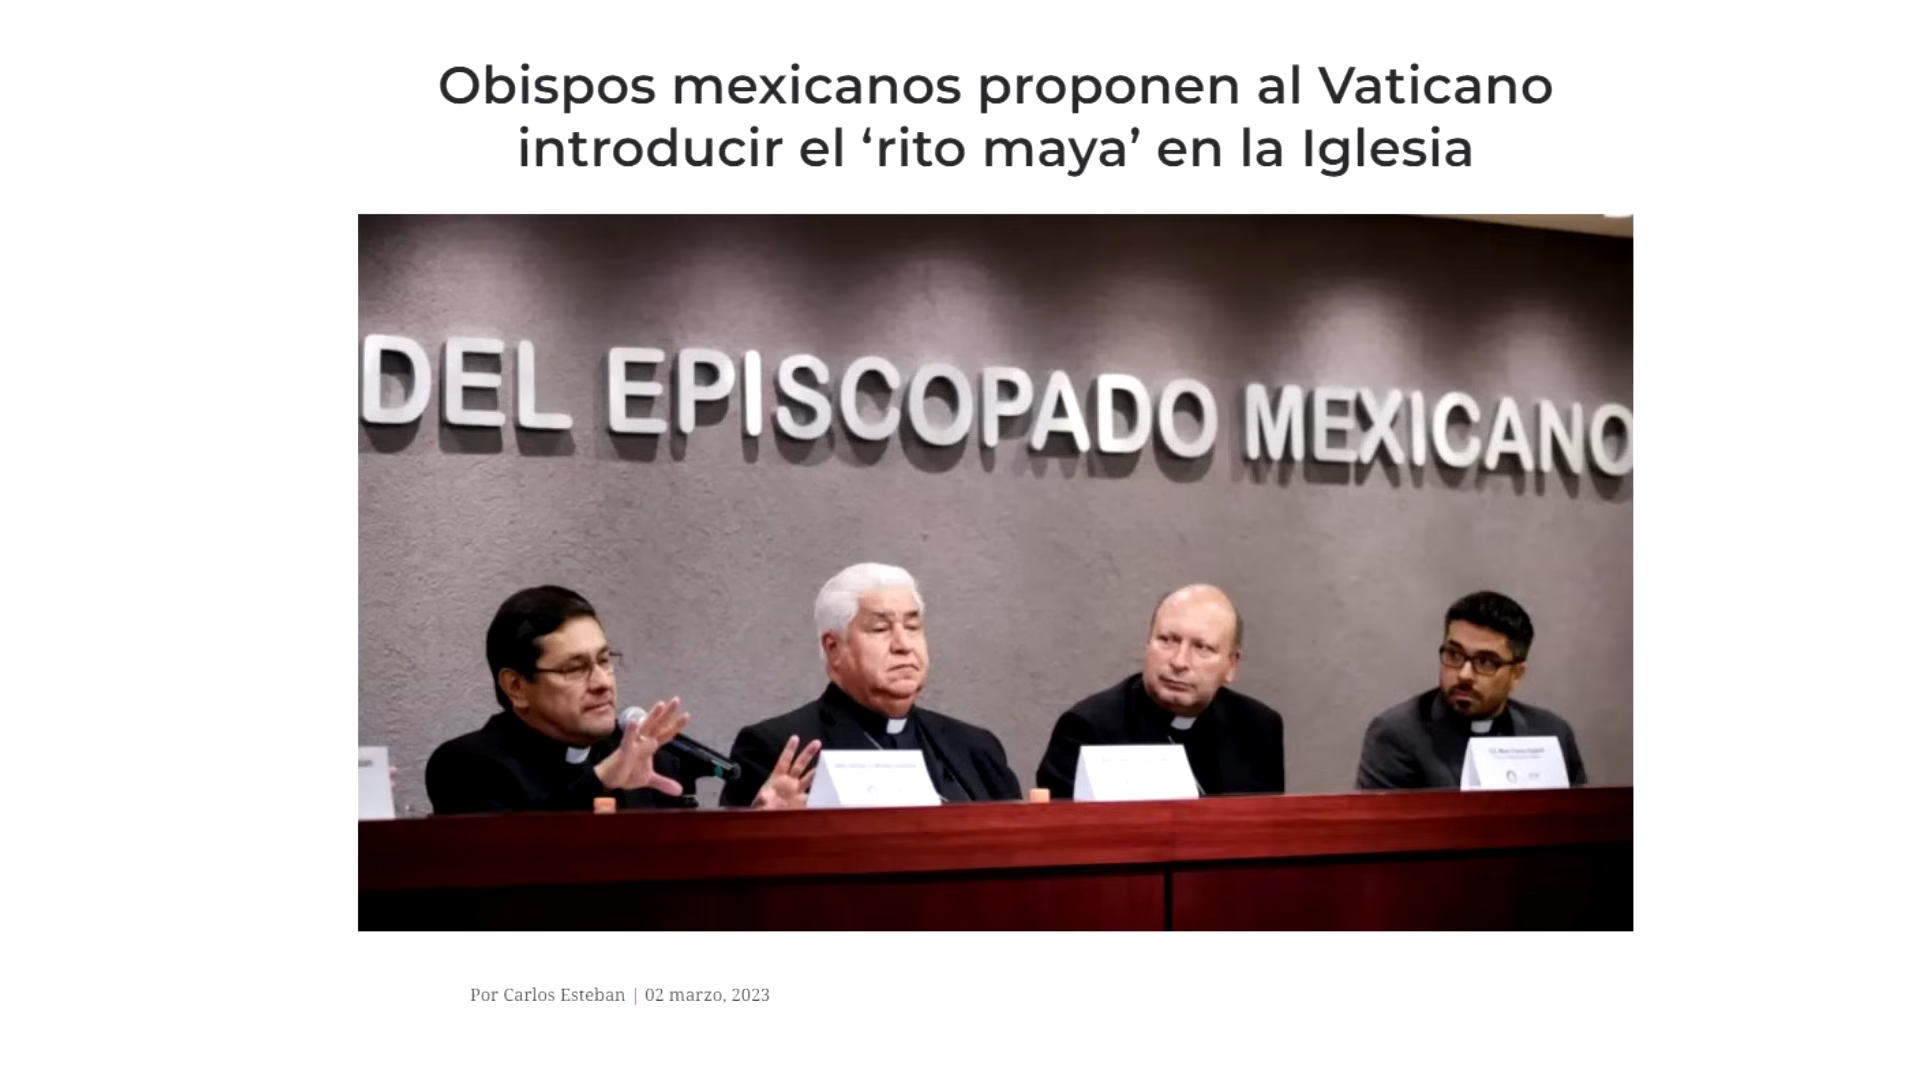 Obispos mexicanos proponen al Vaticano
introducir el ‘rito maya’ en la Iglesia
DEL EPISCOPADO MEXICANO
Por Carlos Esteban | 02 marzo, 2023